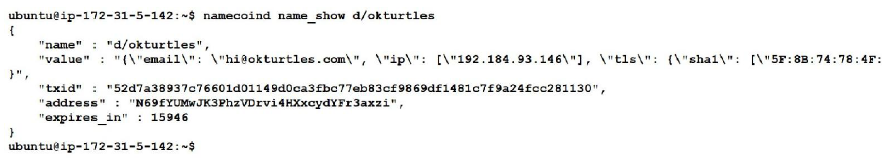 ubuntu@ip-172-31-5-142:~$ namecoind name_show d/okturtles
{
"name" : "d/okturtles",
"value" : "{\"email\": \"hi@okturtles.com\", \"ip\": [\"192.184.93.146\"], \"tls\": {\"sha1\": [\"5F:8B:74:78:4F:
}",
"txid" : "52d7a38937c76601d01149d0ca3fbc77eb83cf9869df1481c7f9a24fcc281130",
"address" : "N69fYUMwJK3PhzVDrvi4HXxcydYFr3axzi",
"expires_in" : 15946
}
ubuntu@ip-172-31-5-142:~$